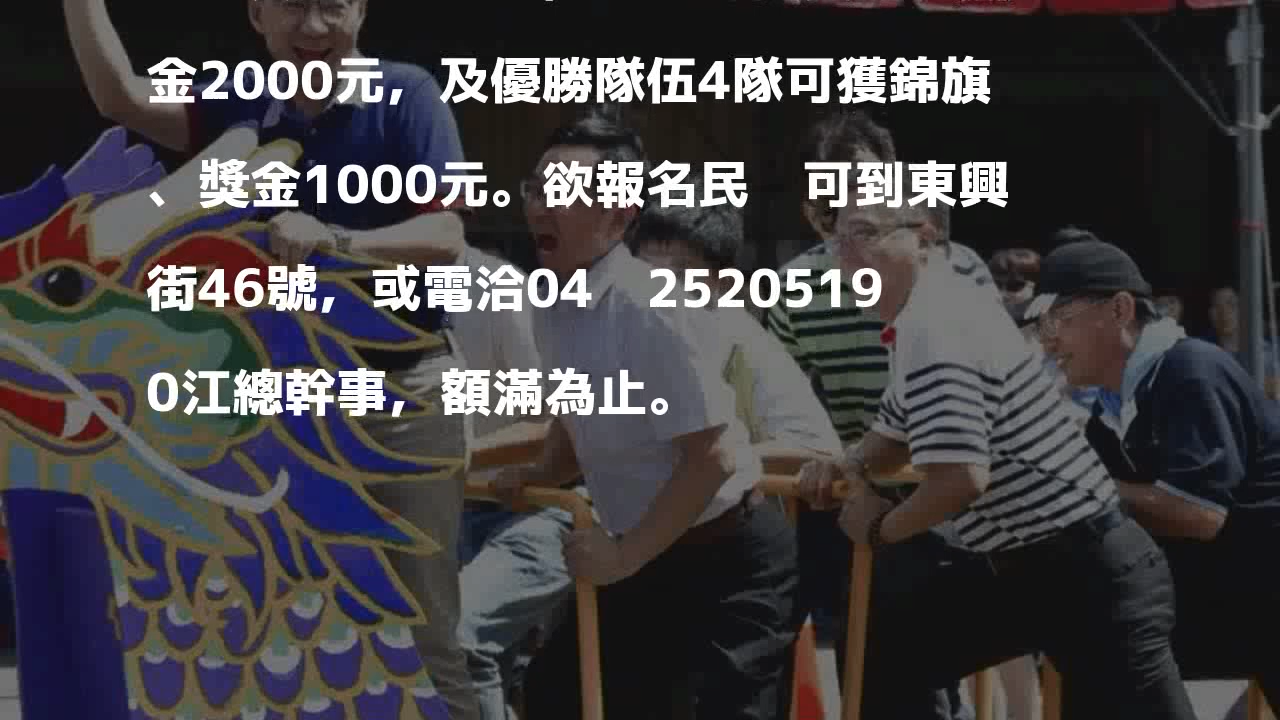 金2000元，及優勝隊伍4隊可獲錦旗
、獎金1000元。欲報名民　可到東興
街46號，或電洽04　2520519
0江總幹事，額滿為止。